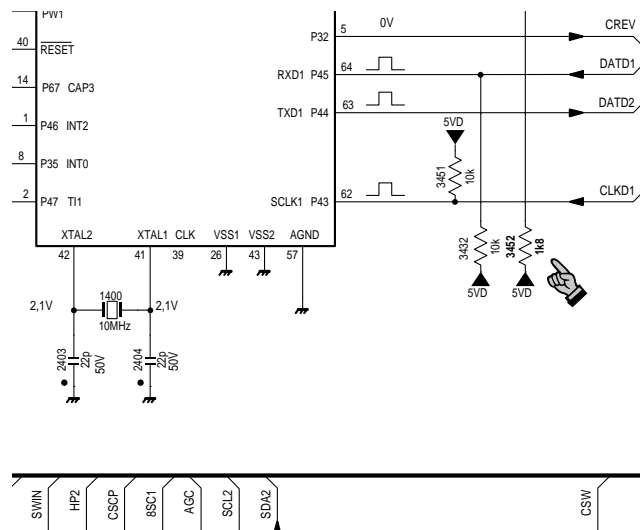 PW1
40
RESET
14
P67 CAP3
1
P46 INT2
8
P35 INT0
2
P47 TI1
P32
5
0V
CREV
RXD1 P45
64
DATD1
TXD1 P44
63
DATD2
5VD
3451
10k
SCLK1 P43
62
CLKD1
XTAL2
XTAL1 CLK
VSS1
VSS2
AGND
42
41
39
26
43
57
3432
10k
3452
1k8
5VD
5VD
2,1V
1400
10MHz
2,1V
2403
22p
50V
2404
22p
50V
SWIN
HP2
CSCP
8SC1
AGC
SCL2
SDA2
CSW